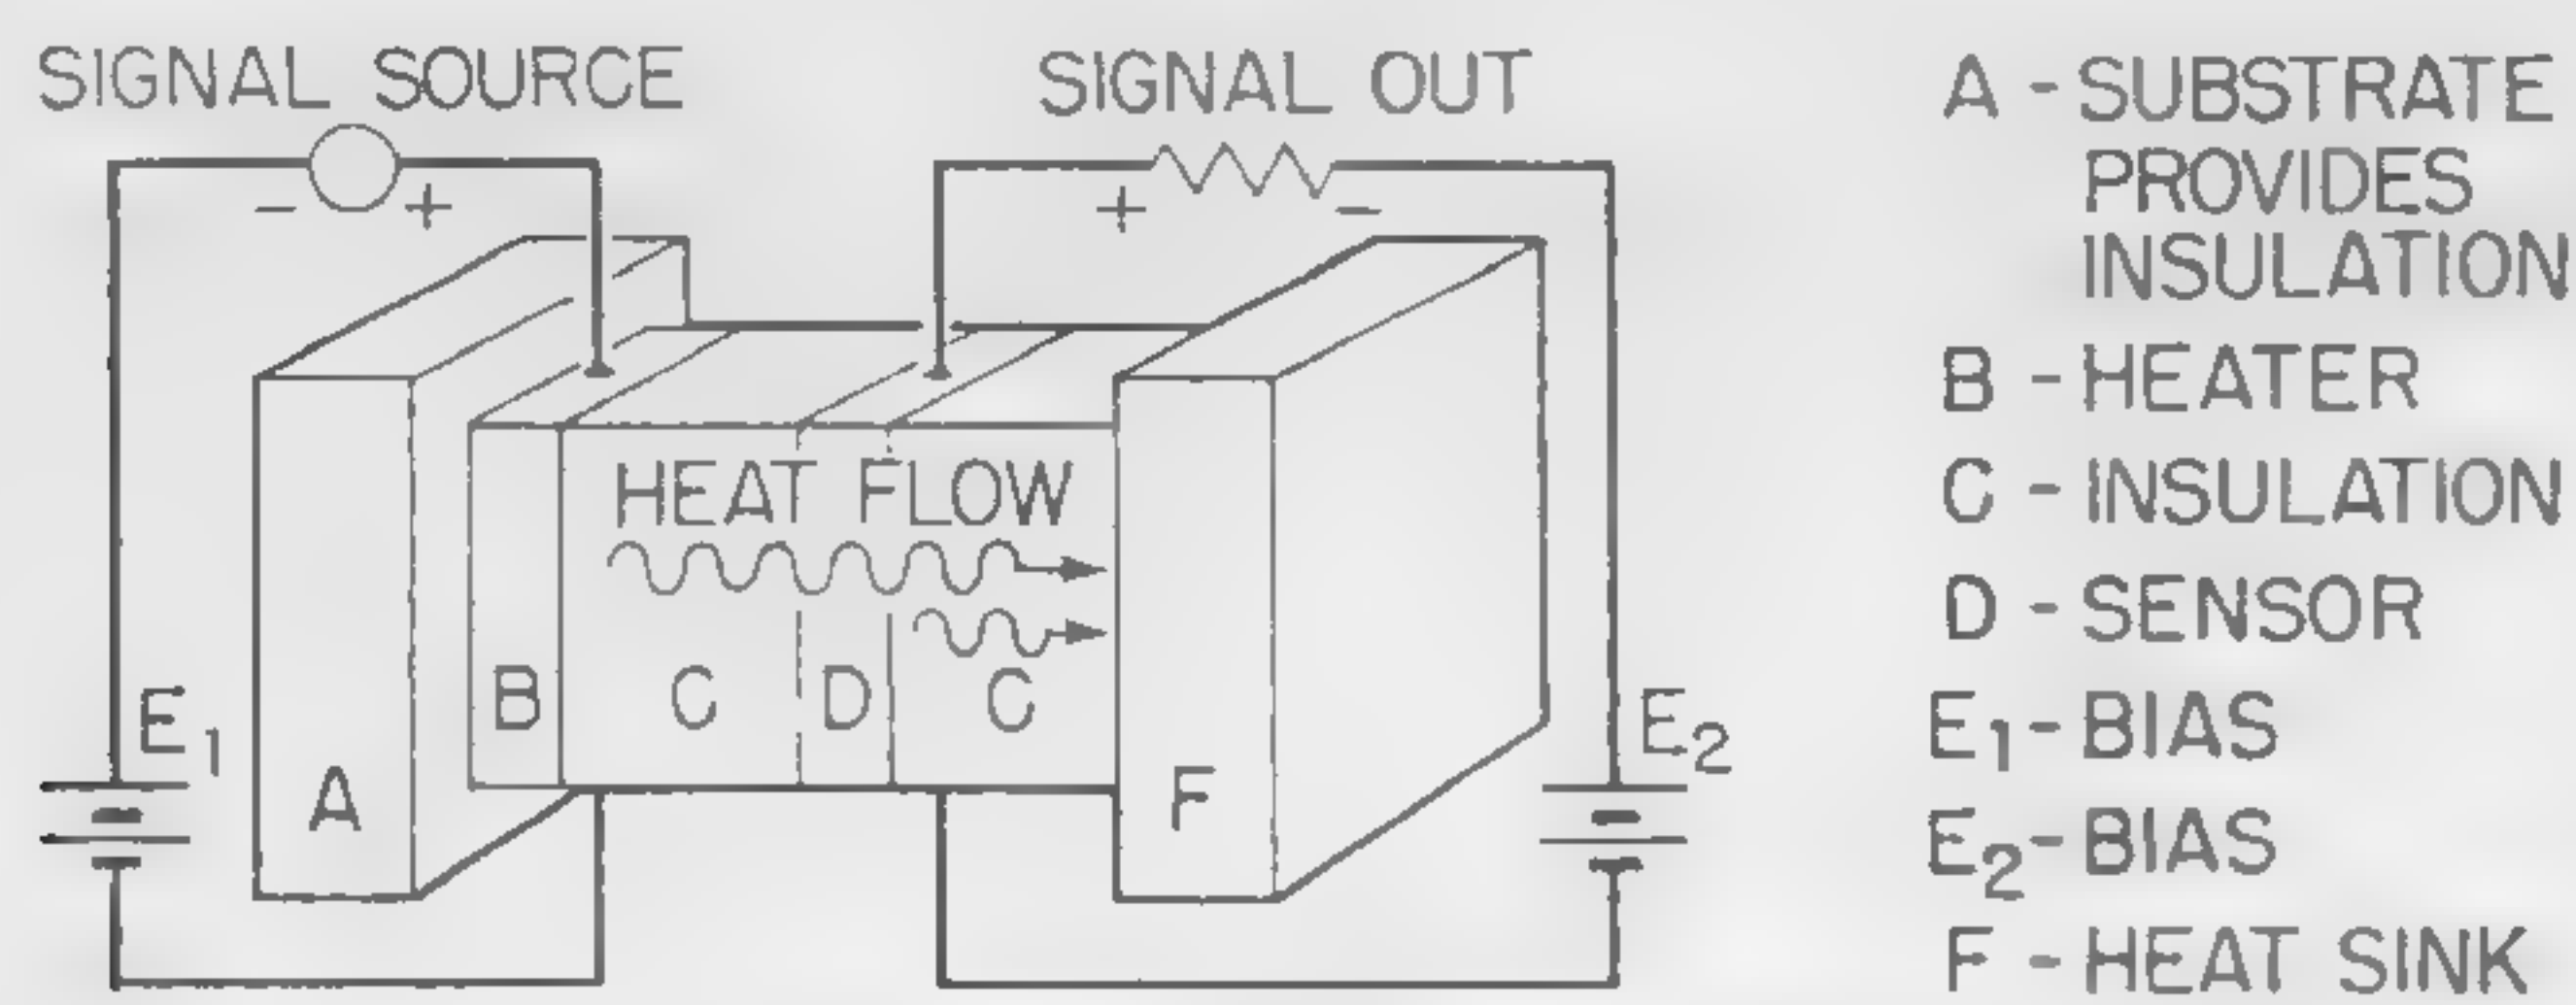 SIGNAL SOURCE
SIGNAL OUT
- +
+ -
HEAT FLOW
B C D C
E1
A
F
E2
A - SUBSTRATE
PROVIDES
INSULATION
B - HEATER
C - INSULATION
D - SENSOR
E1 - BIAS
E2 - BIAS
F - HEAT SINK